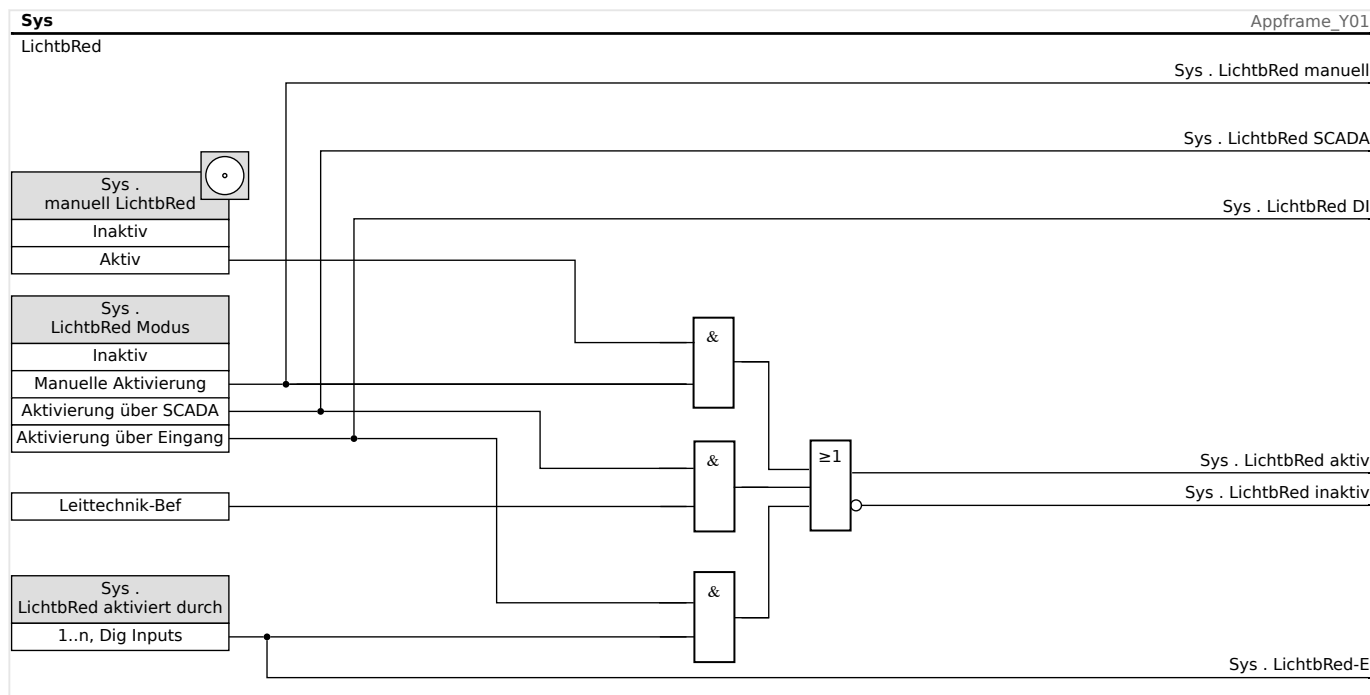 Sys
Appframe_Y01
LichtbRed
Sys . LichtbRed manuell
Sys . LichtbRed SCADA
Sys .
manuell LichtbRed
Inaktiv
Aktiv
Sys . LichtbRed DI
Sys .
LichtbRed Modus
Inaktiv
Manuelle Aktivierung
Aktivierung über SCADA
Aktivierung über Eingang
&
&
≥1
Sys . LichtbRed aktiv
Sys . LichtbRed inaktiv
Leittechnik-Bef
Sys .
LichtbRed aktiviert durch
1..n, Dig Inputs
&
Sys . LichtbRed-E